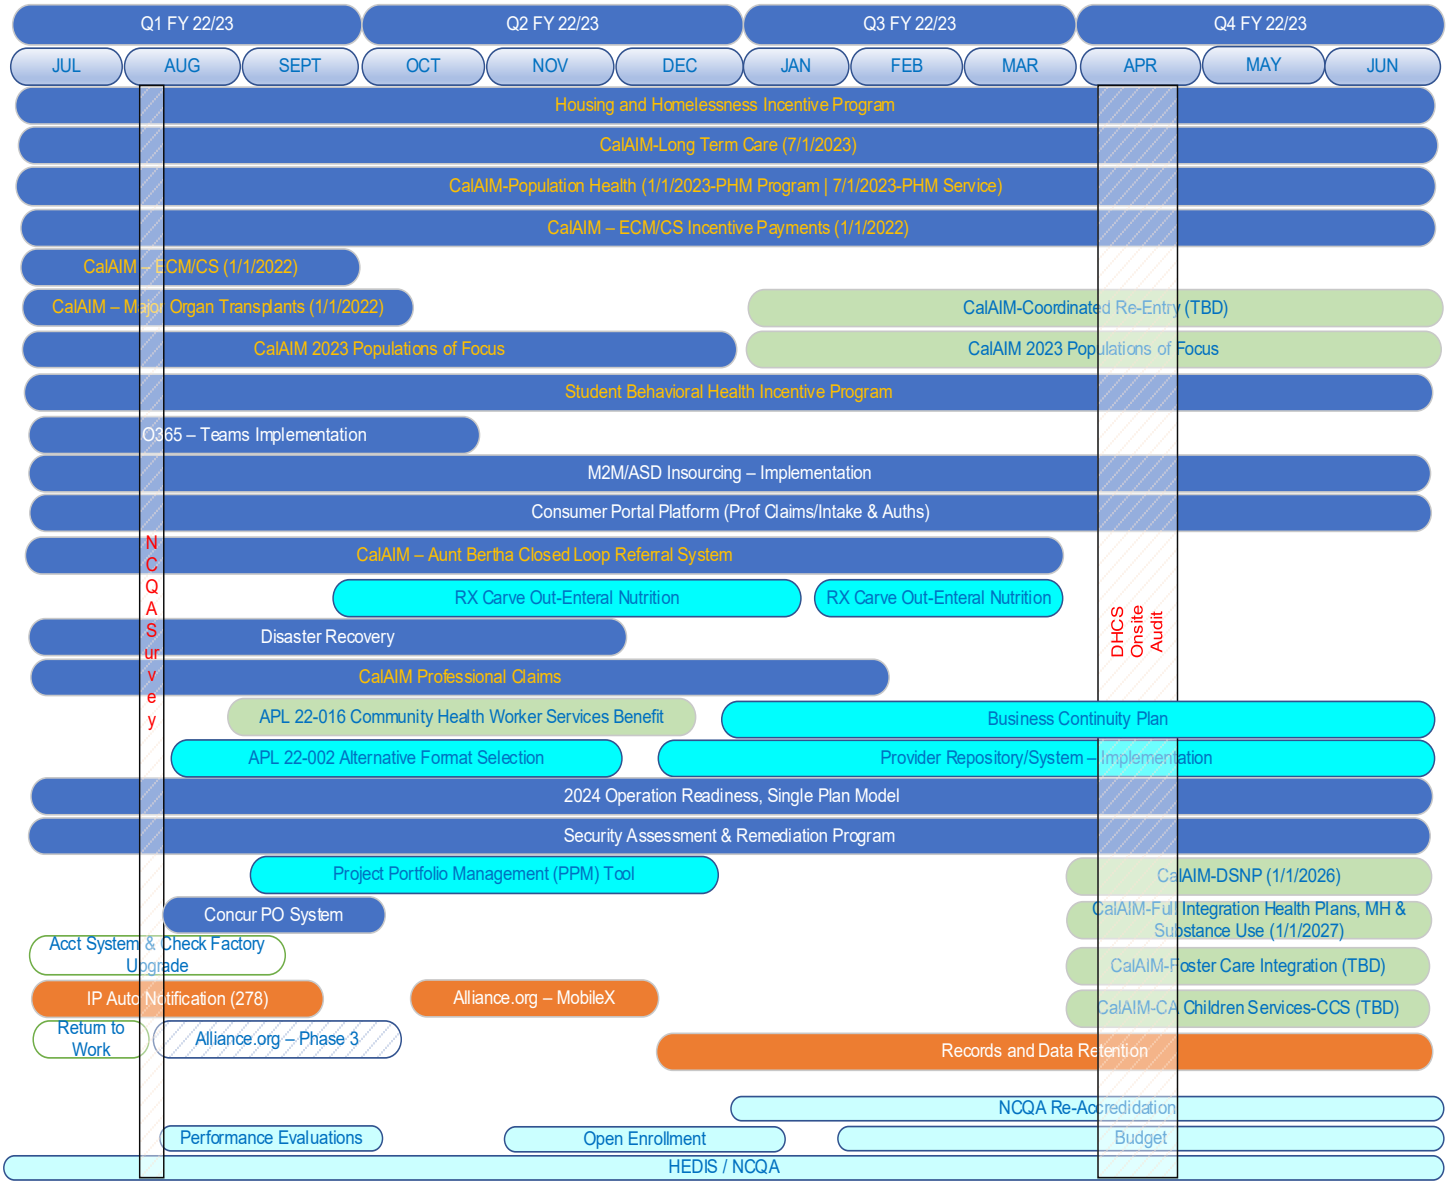 Q1 FY 22/23
Q2 FY 22/23
Q3 FY 22/23
Q4 FY 22/23
JUL
AUG
SEPT
OCT
NOV
DEC
JAN
FEB
MAR
APR
MAY
JUN
Housing and Homelessness Incentive Program
CalAIM-Long Term Care (7/1/2023)
CalAIM-Population Health (1/1/2023-PHM Program | 7/1/2023-PHM Service)
CalAIM – ECM/CS Incentive Payments (1/1/2022)
CalAIM – ECM/CS (1/1/2022)
CalAIM – Major Organ Transplants (1/1/2022)
CalAIM-Coordinated Re-Entry (TBD)
CalAIM 2023 Populations of Focus
CalAIM 2023 Populations of Focus
Student Behavioral Health Incentive Program
O365 – Teams Implementation
M2M/ASD Insourcing – Implementation
Consumer Portal Platform (Prof Claims/Intake & Auths)
CalAIM – Aunt Bertha Closed Loop Referral System
RX Carve Out-Enteral Nutrition
RX Carve Out-Enteral Nutrition
NCQA Survey
DHCS
Onsite
Audit
Disaster Recovery
CalAIM Professional Claims
APL 22-016 Community Health Worker Services Benefit
Business Continuity Plan
APL 22-002 Alternative Format Selection
Provider Repository/System – Implementation
2024 Operation Readiness, Single Plan Model
Security Assessment & Remediation Program
Project Portfolio Management (PPM) Tool
CalAIM-DSNP (1/1/2026)
Concur PO System
CalAIM-Full Integration Health Plans, MH &
Substance Use (1/1/2027)
Acct System & Check Factory
Upgrade
CalAIM-Foster Care Integration (TBD)
IP Auto Notification (278)
Alliance.org – MobileX
CalAIM-CA Children Services-CCS (TBD)
Return to
Work
Alliance.org – Phase 3
Records and Data Retention
NCQA Re-Accredidation
Performance Evaluations
Open Enrollment
Budget
HEDIS / NCQA